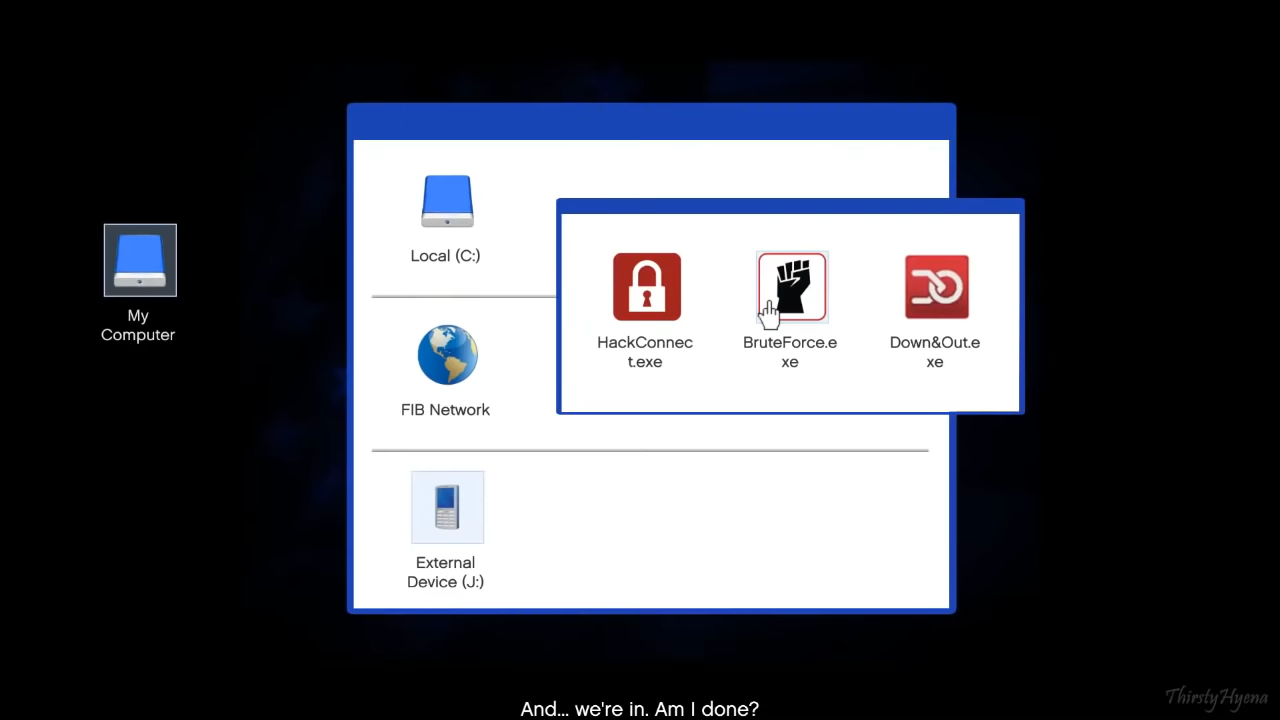 My
Computer
Local (C:)
FIB Network
External
Device (J:)
HackConnec
t.exe
BruteForce.e
xe
Down&Out.e
xe
And... we're in. Am I done?
ThirstyHyena